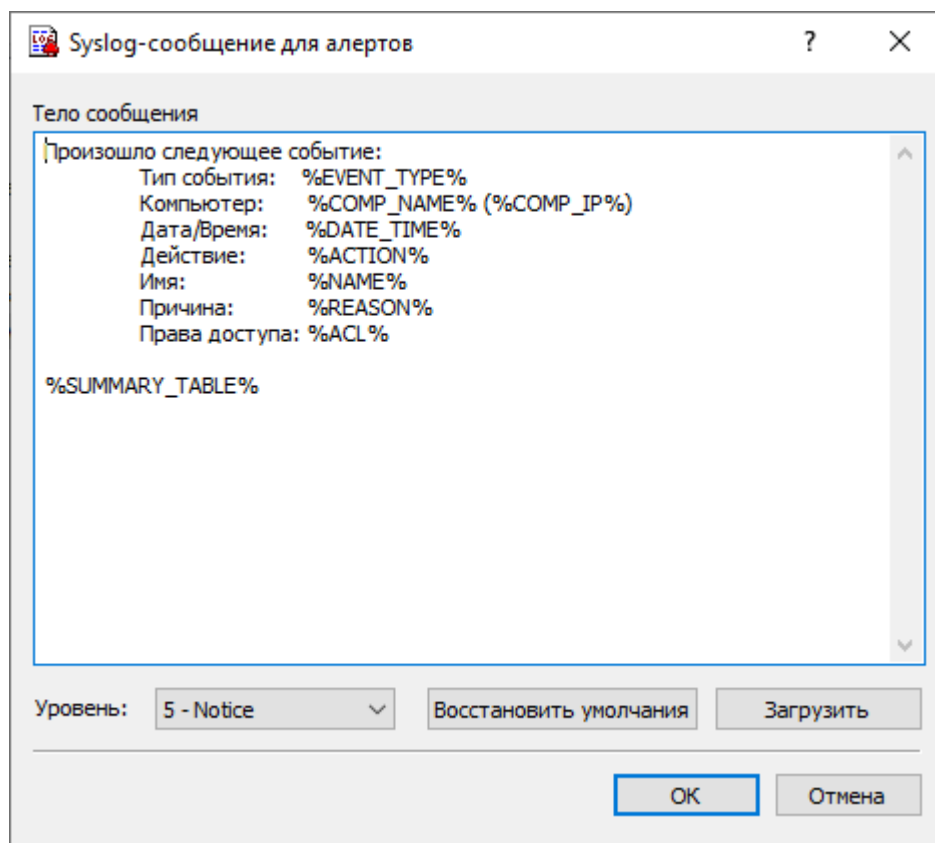 Syslog-сообщение для алертов
Тело сообщения
Произошло следующее событие:
Тип события: %EVENT_TYPE%
Компьютер: %COMP_NAME% (%COMP_IP%)
Дата/Время: %DATE_TIME%
Действие: %ACTION%
Имя: %NAME%
Причина: %REASON%
Права доступа: %ACL%
%SUMMARY_TABLE%
Уровень: 5 - Notice Восстановить умолчания Загрузить
OK Отмена